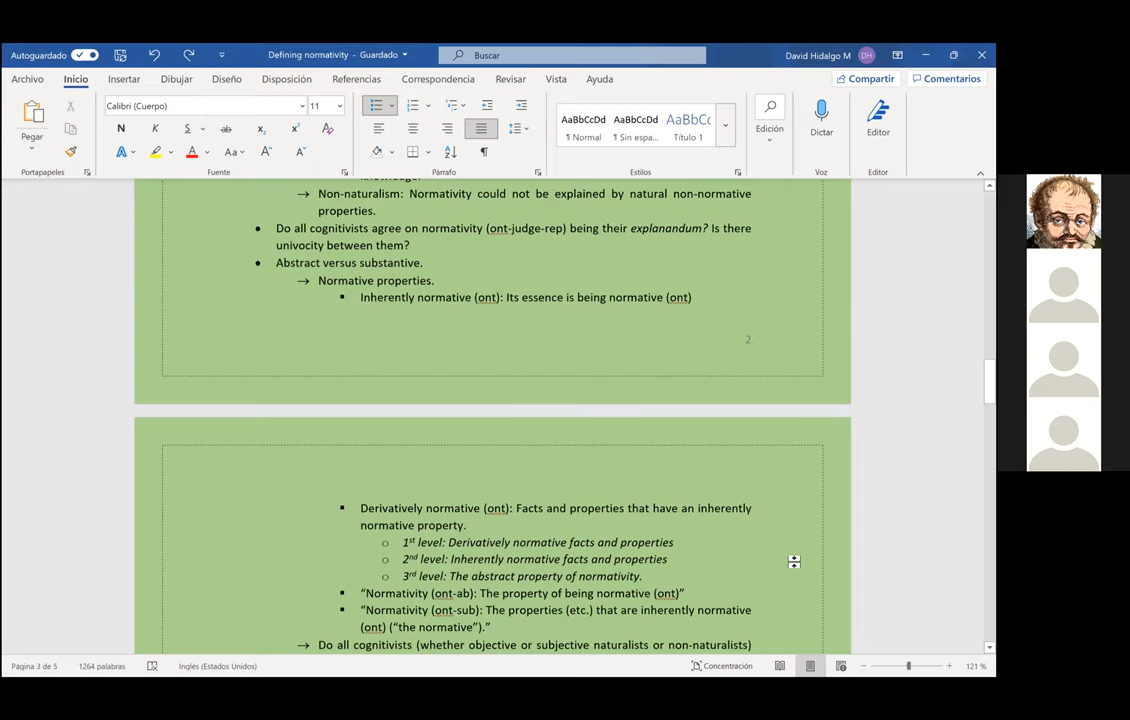 Autoguardado
Defining normativity - Guardado
Buscar
David Hidalgo M
DH
Archivo
Inicio
Insertar
Dibujar
Diseño
Disposición
Referencias
Correspondencia
Revisar
Vista
Ayuda
Compartir
Comentarios
Pegar
Calibri (Cuerpo)
11
N K S ab x₂ x² A
A A Aa A A
AaBbCcDd AaBbCcDd AaBbCc
¶ Normal ¶ Sin espa... Título 1
Edición
Dictar
Editor
Portapapeles
Fuente
Párrafo
Estilos
Voz
Editor
→ Non-naturalism: Normativity could not be explained by natural non-normative
properties.
• Do all cognitivists agree on normativity (ont-judge-rep) being their explanandum? Is there
univocity between them?
• Abstract versus substantive.
→ Normative properties.
▪ Inherently normative (ont): Its essence is being normative (ont)
2
▪ Derivatively normative (ont): Facts and properties that have an inherently
normative property.
o 1st level: Derivatively normative facts and properties
o 2nd level: Inherently normative facts and properties
o 3rd level: The abstract property of normativity.
▪ “Normativity (ont-ab): The property of being normative (ont)”
▪ “Normativity (ont-sub): The properties (etc.) that are inherently normative
(ont) (“the normative”).”
→ Do all cognitivists (whether objective or subjective naturalists or non-naturalists)
Página 3 de 5
1264 palabras
Inglés (Estados Unidos)
Concentración
121 %